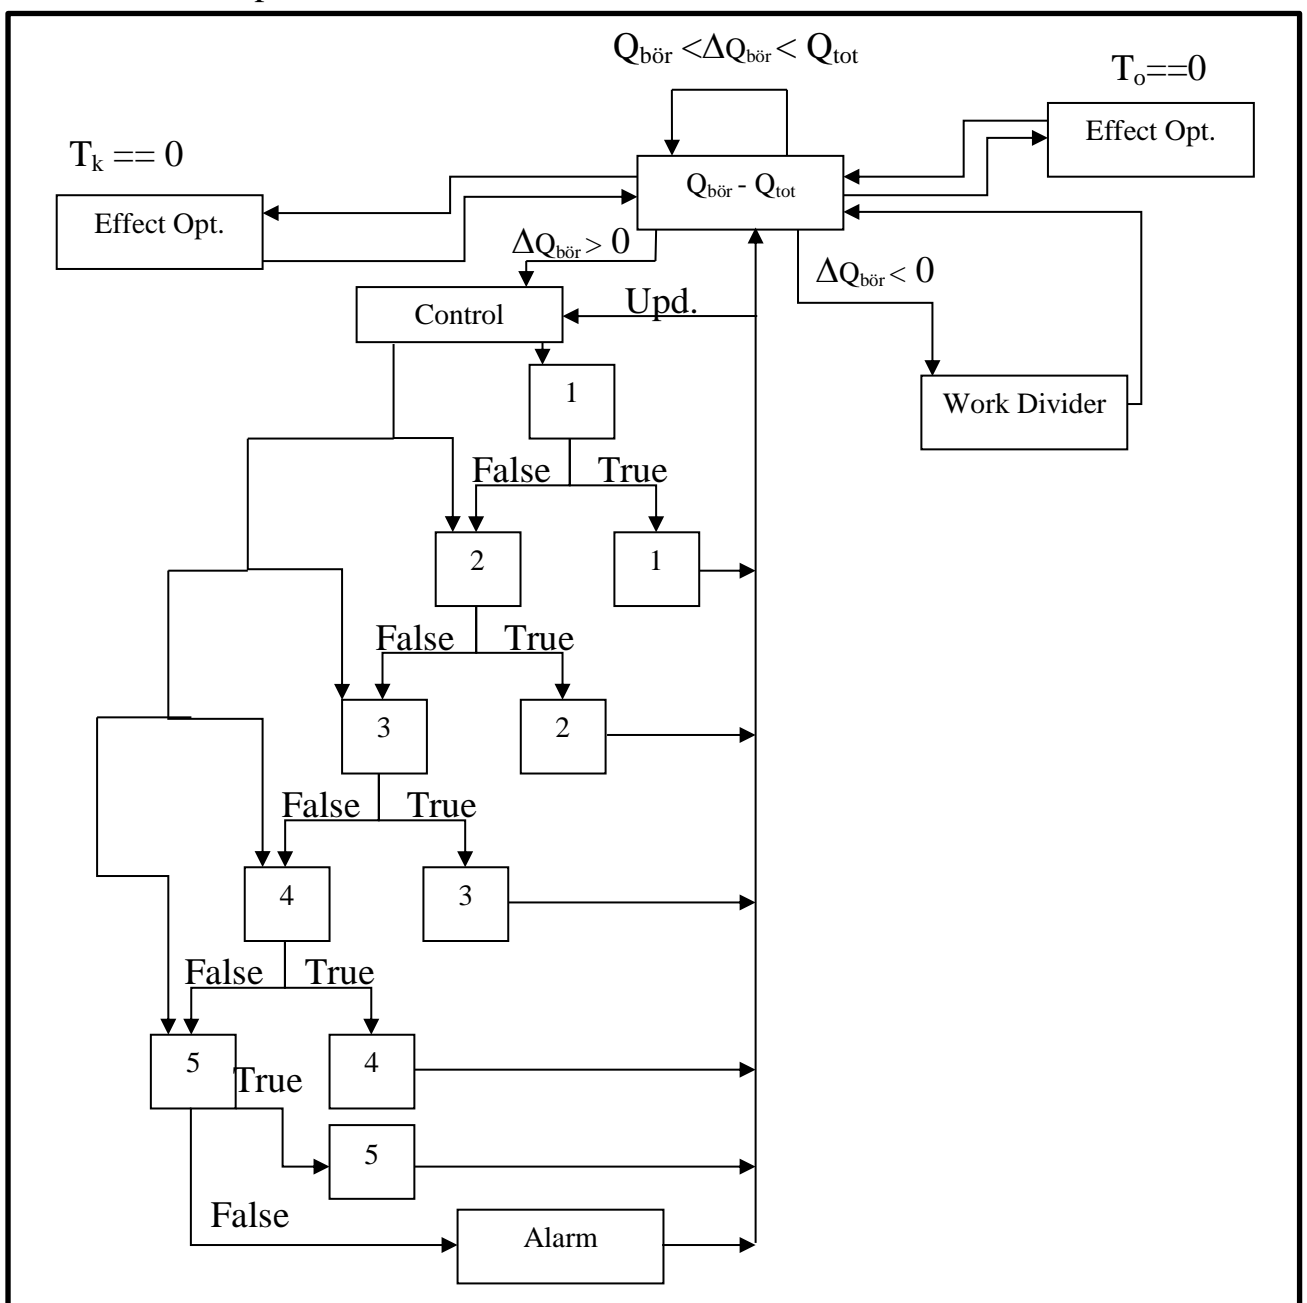 Q_bör <ΔQ_bör < Q_tot
T_o==0
Effect Opt.
T_k == 0
Q_bör - Q_tot
Effect Opt.
ΔQ_bör > 0
ΔQ_bör < 0
Control
Upd.
1
Work Divider
False True
2
1
False True
3
2
False True
4
3
False True
5
4
True
5
False
Alarm